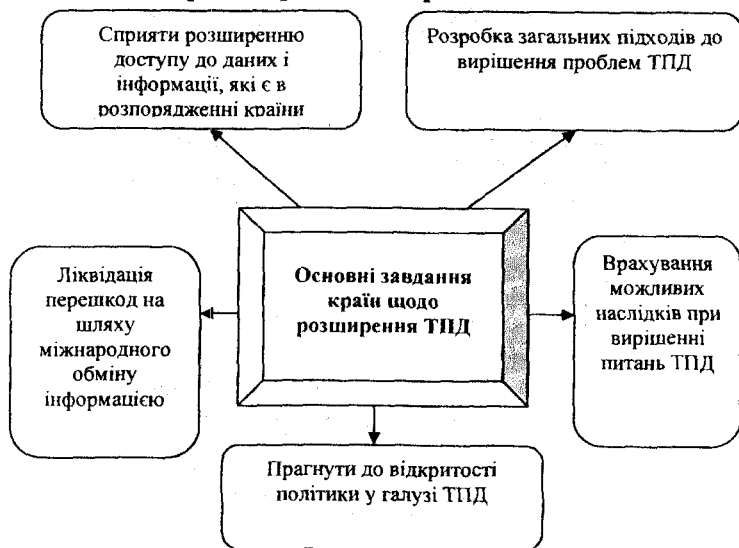 Сприяти розширенню
доступу до даних і
інформації, які є в
розпорядженні країни
Розробка загальних підходів до
вирішення проблем ТПД
Ліквідація
перешкод на
шляху
міжнародного
обміну
інформацією
Основні завдання
країн щодо
розширення ТПД
Врахування
можливих
наслідків при
вирішенні
питань ТПД
Прагнути до відкритості
політики у галузі ТПД